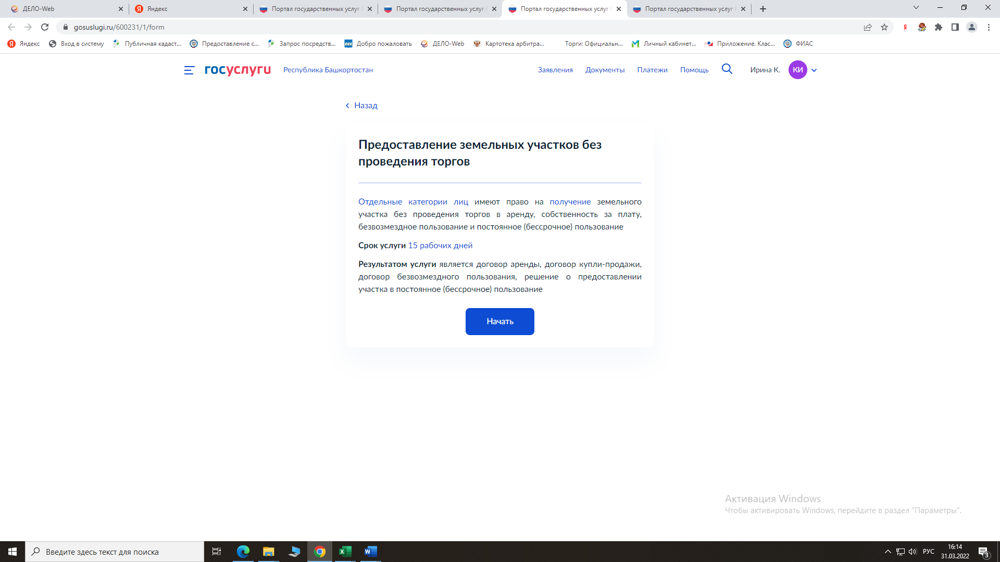 ДЕЛО-Web
Яндекс
Портал государственных услуг
Портал государственных услуг
Портал государственных услуг
Портал государственных услуг
gosuslugi.ru/600231/1/form
Яндекс
Вход в систему
Публичная кадаст...
Предоставление с...
Запрос посредств...
Добро пожаловать
ДЕЛО-Web
Картотека арбитра...
Торги: Официальн...
Личный кабинет...
Приложение. Клас...
ФИАС
госуслуги
Республика Башкортостан
Заявления
Документы
Платежи
Помощь
Ирина К.
КИ
Назад
Предоставление земельных участков без
проведения торгов
Отдельные категории лиц имеют право на получение земельного
участка без проведения торгов в аренду, собственность за плату,
безвозмездное пользование и постоянное (бессрочное) пользование
Срок услуги 15 рабочих дней
Результатом услуги является договор аренды, договор купли-продажи,
договор безвозмездного пользования, решение о предоставлении
участка в постоянное (бессрочное) пользование
Начать
Активация Windows
Чтобы активировать Windows, перейдите в раздел "Параметры".
Введите здесь текст для поиска
РУС
16:14
31.03.2022
3